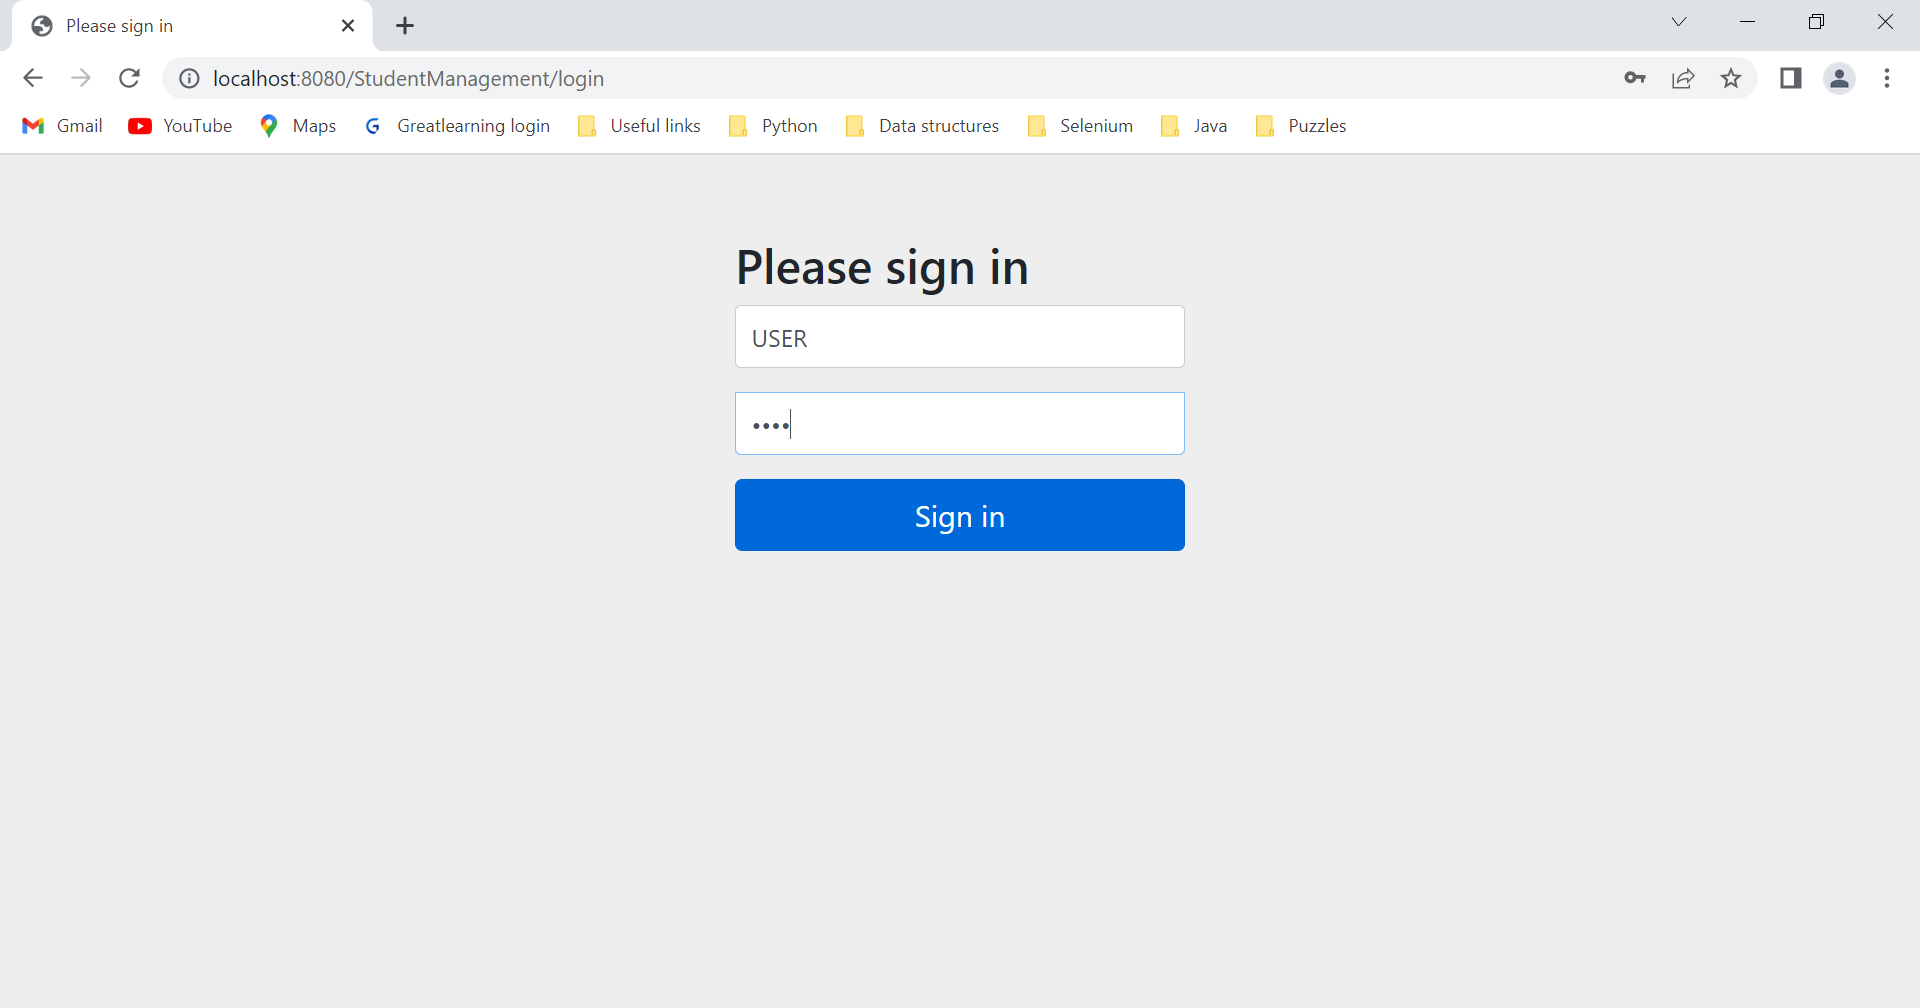 Please sign in
localhost:8080/StudentManagement/login
Gmail YouTube Maps Greatlearning login Useful links Python Data structures Selenium Java Puzzles
Please sign in
USER
••••
Sign in